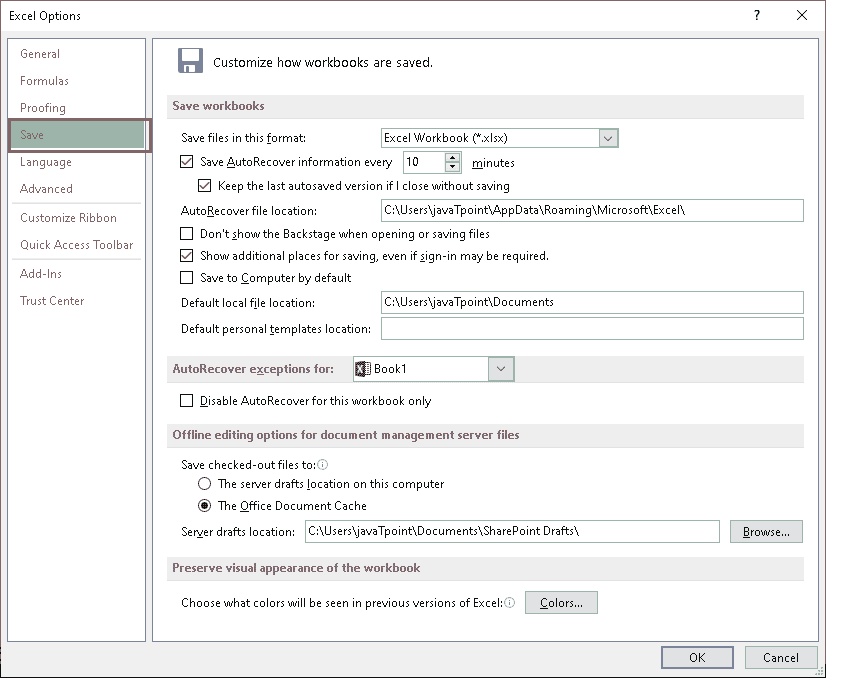 Excel Options
?
General
Formulas
Proofing
Save
Language
Advanced
Customize Ribbon
Quick Access Toolbar
Add-Ins
Trust Center
Customize how workbooks are saved.
Save workbooks
Save files in this format: Excel Workbook (*.xlsx)
Save AutoRecover information every 10 minutes
Keep the last autosaved version if I close without saving
AutoRecover file location: C:\Users\javaTpoint\AppData\Roaming\Microsoft\Excel\
Don't show the Backstage when opening or saving files
Show additional places for saving, even if sign-in may be required.
Save to Computer by default
Default local file location: C:\Users\javaTpoint\Documents
Default personal templates location:
AutoRecover exceptions for: Book1
Disable AutoRecover for this workbook only
Offline editing options for document management server files
Save checked-out files to:
The server drafts location on this computer
The Office Document Cache
Server drafts location: C:\Users\javaTpoint\Documents\SharePoint Drafts\ Browse...
Preserve visual appearance of the workbook
Choose what colors will be seen in previous versions of Excel: Colors...
OK Cancel